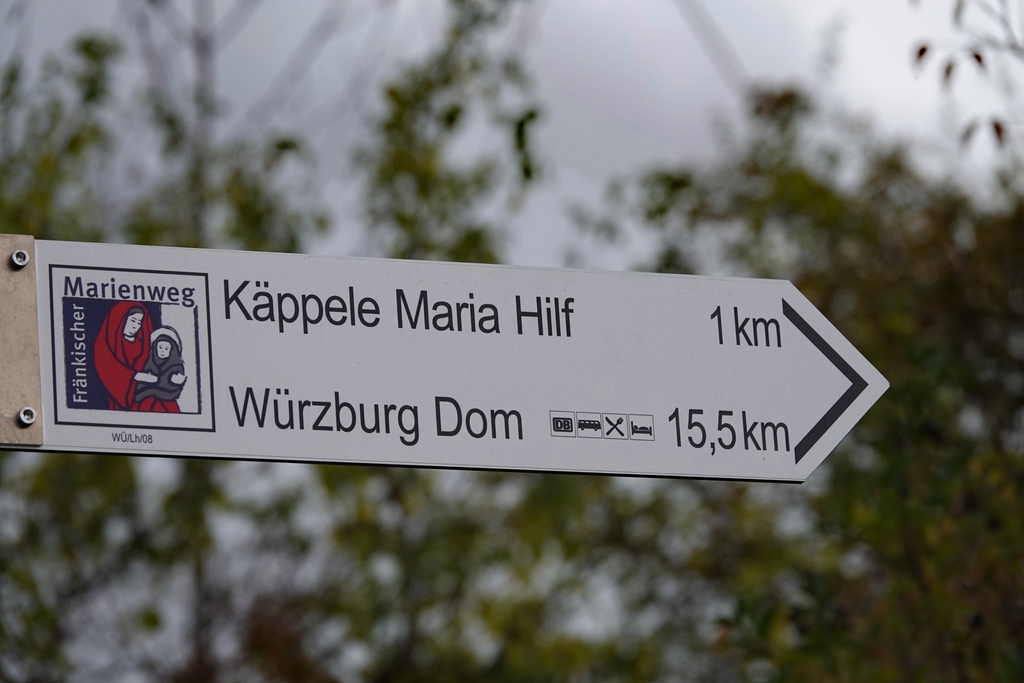 Marienweg
Fränkischer
WÜ/Lh/08
Käppele Maria Hilf 1 km
Würzburg Dom DB 15,5 km